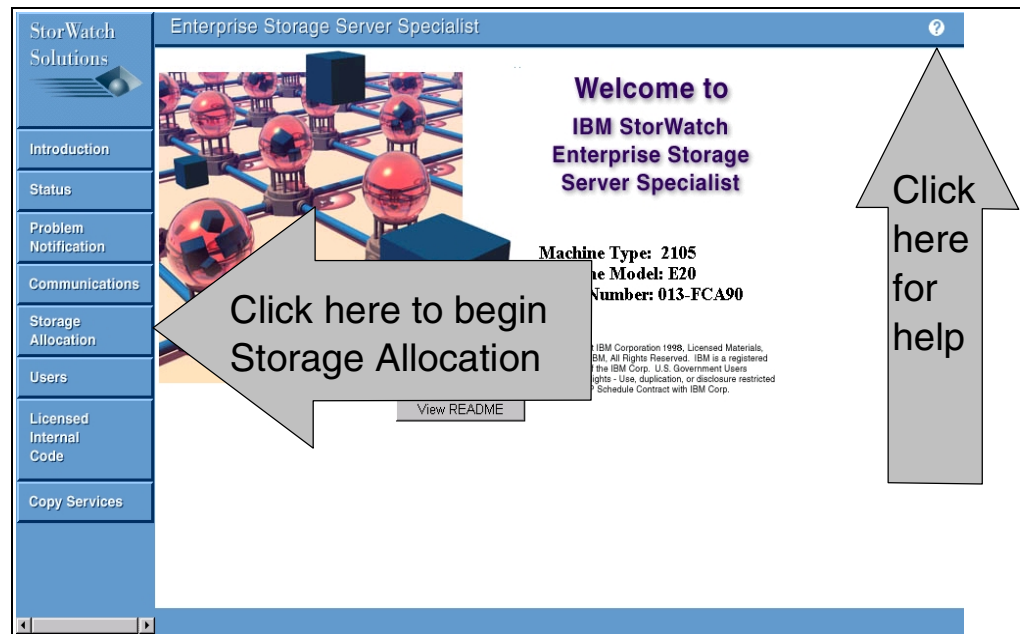 StorWatch
Solutions
Enterprise Storage Server Specialist
?
Introduction
Status
Problem
Notification
Communications
Storage
Allocation
Users
Licensed
Internal
Code
Copy Services
Welcome to
IBM StorWatch
Enterprise Storage
Server Specialist
Machine Type: 2105
Model: E20
Number: 013-FCA90
IBM Corporation 1998, Licensed Materials,
IBM, All Rights Reserved. IBM is a registered
the IBM Corp. U.S. Government Users
- Use, duplication, or disclosure restricted
Schedule Contract with IBM Corp.
View README
Click here to begin
Storage Allocation
Click
here
for
help